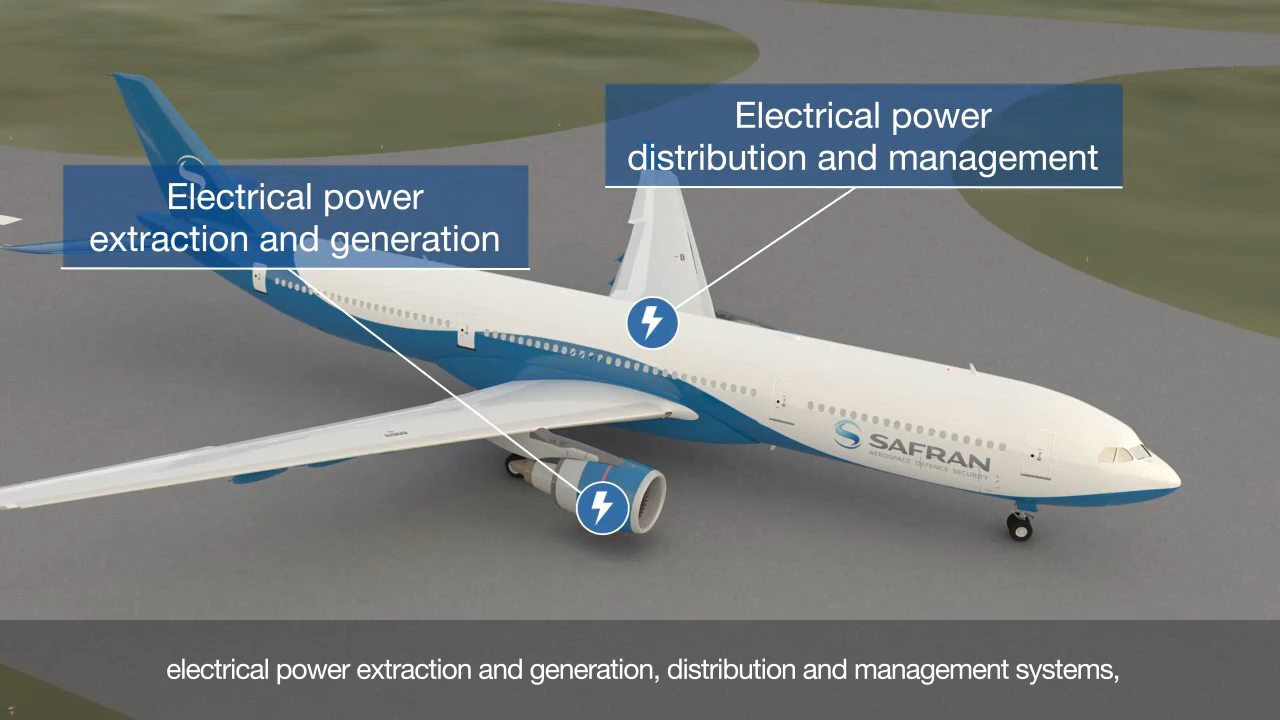 Electrical power
distribution and management
Electrical power
extraction and generation
SAFRAN
AEROSPACE DEFENCE SECURITY
electrical power extraction and generation, distribution and management systems,